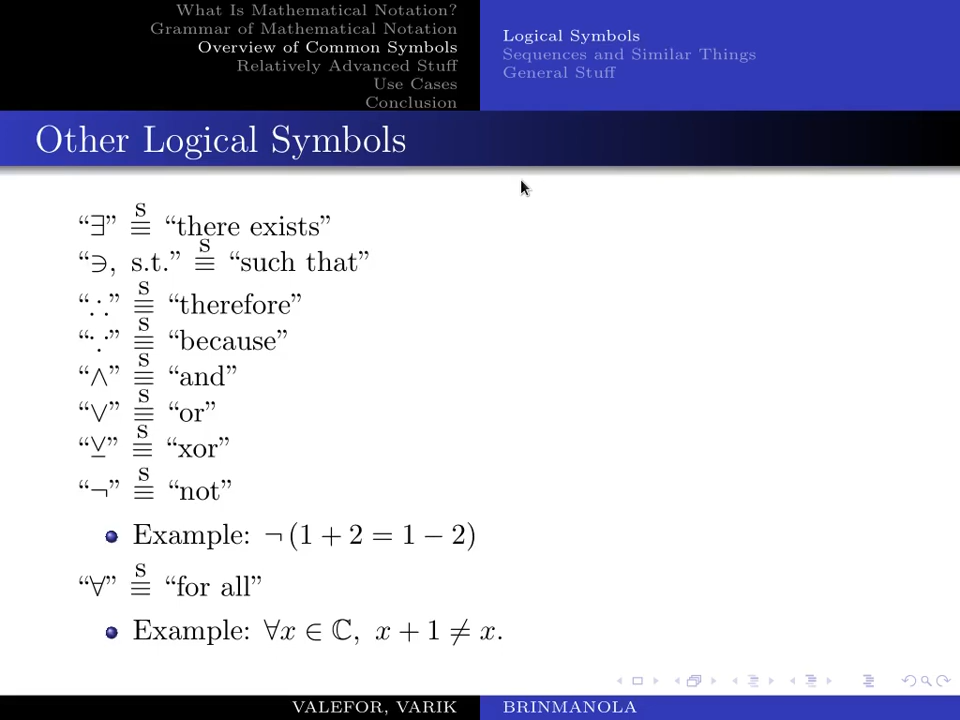 What Is Mathematical Notation?
Grammar of Mathematical Notation
Overview of Common Symbols
Relatively Advanced Stuff
Use Cases
Conclusion
Logical Symbols
Sequences and Similar Things
General Stuff
Other Logical Symbols
“∃” ≡ˢ “there exists”
“∋, s.t.” ≡ˢ “such that”
“∴” ≡ˢ “therefore”
“∵” ≡ˢ “because”
“∧” ≡ˢ “and”
“∨” ≡ˢ “or”
“⊻” ≡ˢ “xor”
“¬” ≡ˢ “not”
Example: ¬ (1 + 2 = 1 − 2)
“∀” ≡ˢ “for all”
Example: ∀x ∈ ℂ, x + 1 ≠ x.
VALEFOR, VARIK
BRINMANOLA